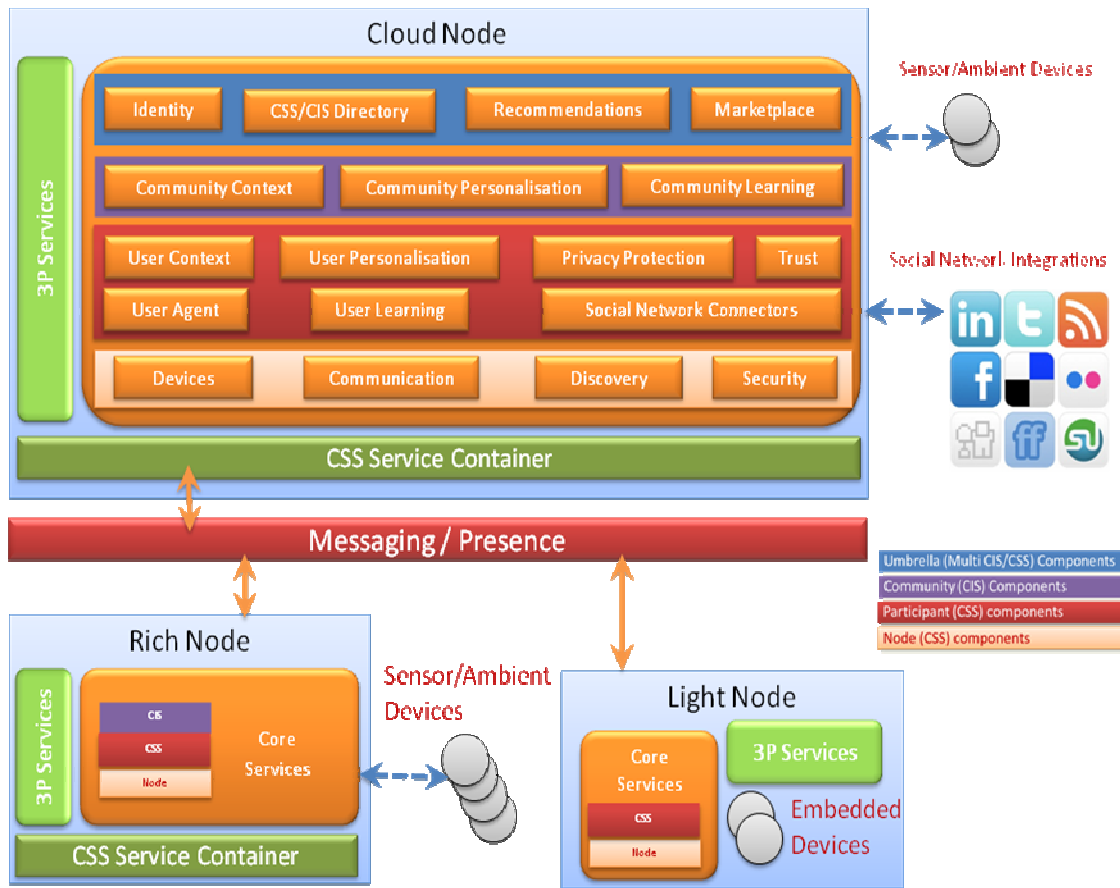 Cloud Node
3P Services
Identity
CSS/CIS Directory
Recommendations
Marketplace
Community Context
Community Personalisation
Community Learning
User Context
User Personalisation
Privacy Protection
Trust
User Agent
User Learning
Social Network Connectors
Devices
Communication
Discovery
Security
CSS Service Container
Sensor/Ambient Devices
Social Network Integrations
in
t
f
ff
Messaging / Presence
Umbrella (Multi CIS/CSS) Components
Community (CIS) Components
Participant (CSS) components
Node (CSS) components
Rich Node
3P Services
CIS
CSS
Node
Core
Services
CSS Service Container
Sensor/Ambient
Devices
Light Node
Core
Services
CSS
Node
3P Services
Embedded
Devices